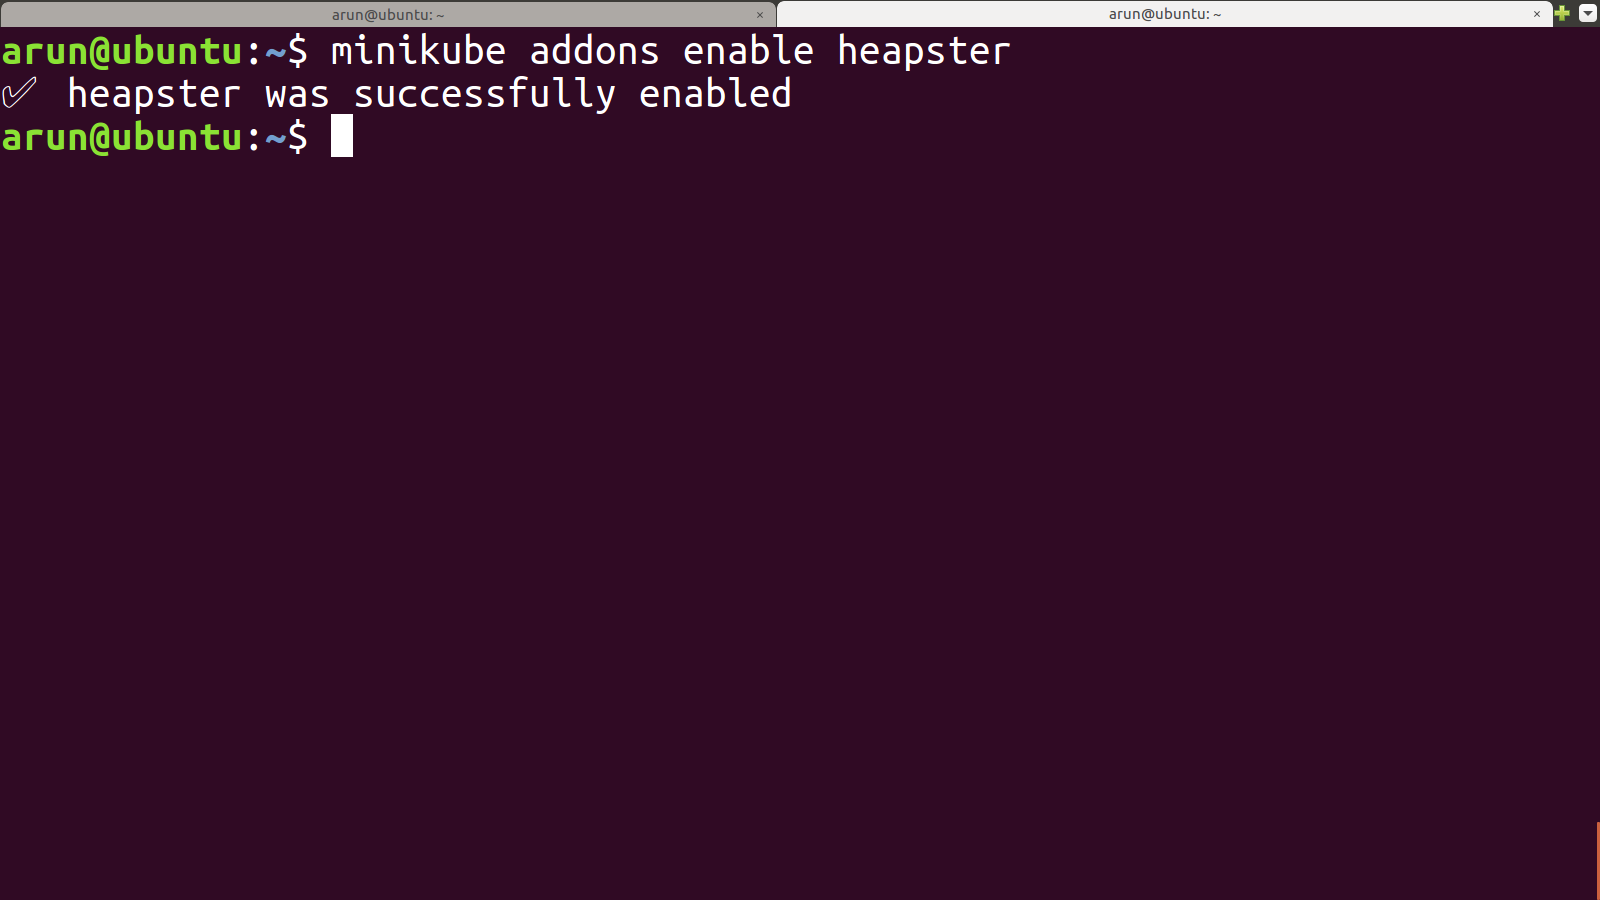 arun@ubuntu: ~ × arun@ubuntu: ~ ×
arun@ubuntu:~$ minikube addons enable heapster
✅ heapster was successfully enabled
arun@ubuntu:~$